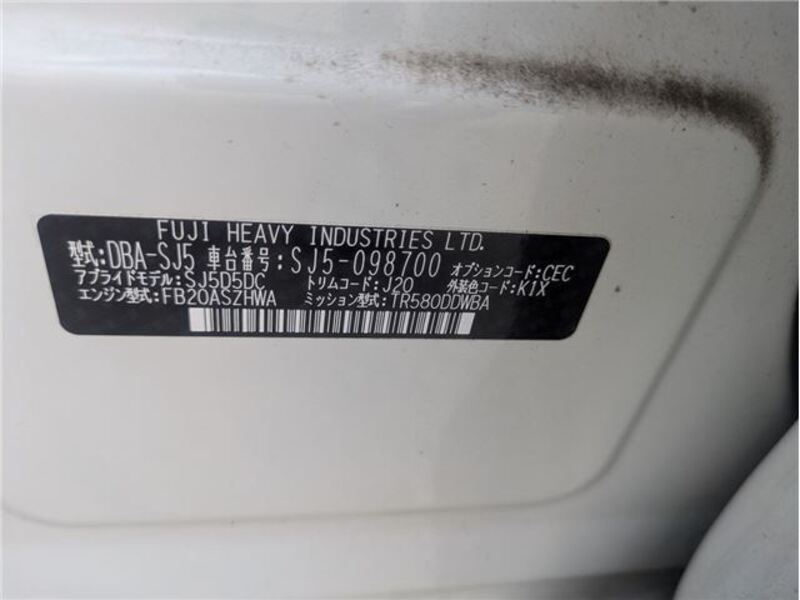 FUJI HEAVY INDUSTRIES LTD.
型式:DBA-SJ5 車台番号:SJ5-098700 オプションコード:CEC
アプライドモデル:SJ5D5DC トリムコード:J20 外装色コード:K1X
エンジン型式:FB20ASZHWA ミッション型式:TR580DDWBA